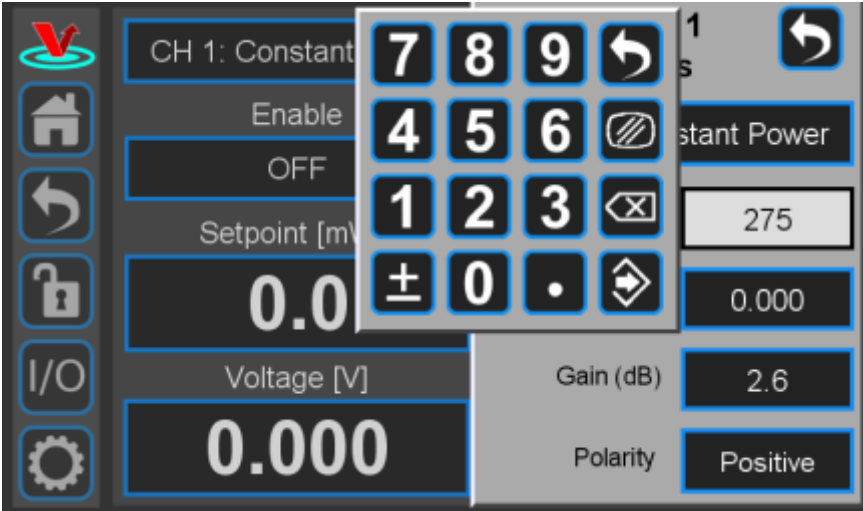 CH 1: Constant
Enable
OFF
Setpoint [m
0.0
Voltage [V]
0.000
I/O
7 8 9
4 5 6
1 2 3
± 0 .
1
s
stant Power
275
0.000
Gain (dB)
2.6
Polarity
Positive